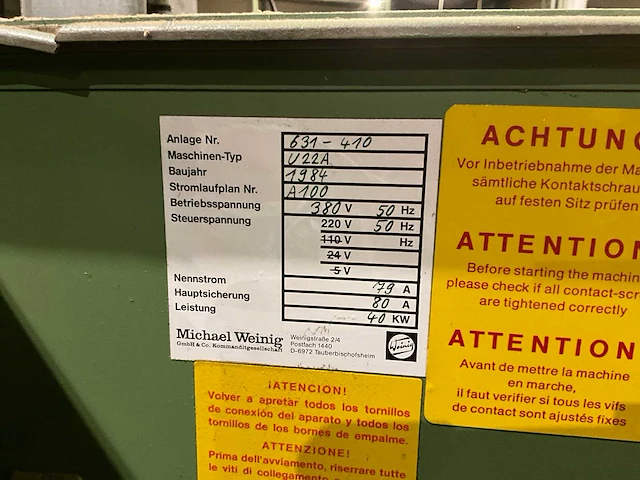 Anlage Nr. 631-410
Maschinen-Typ U22A
Baujahr 1984
Stromlaufplan Nr. A100
Betriebsspannung 380 V 50 Hz
Steuerspannung 220 V 50 Hz
110 V Hz
24 V
5 V
Nennstrom 79 A
Hauptsicherung 80 A
Leistung 40 KW
Michael Weinig
GmbH & Co. Kommanditgesellschaft
Weinigstraße 2/4
Postfach 1440
D-6972 Tauberbischofsheim
Weinig
ACHTUNG
Vor Inbetriebnahme der
sämtliche Kontaktschrau
auf festen Sitz prüfen
ATTENTION
Before starting the machin
please check if all contact-scr
are tightened correctly
ATTENTION
Avant de mettre la machine
en marche,
il faut verifier si tous les vifs
de contact sont ajustés fixes
¡ATENCION!
Volver a apretar todos los tornillos
de conexión del aparato y todos los
tornillos de los bornes de empalme.
ATTENZIONE!
Prima dell'avviamento, riserrare tutte
le viti di collegamento